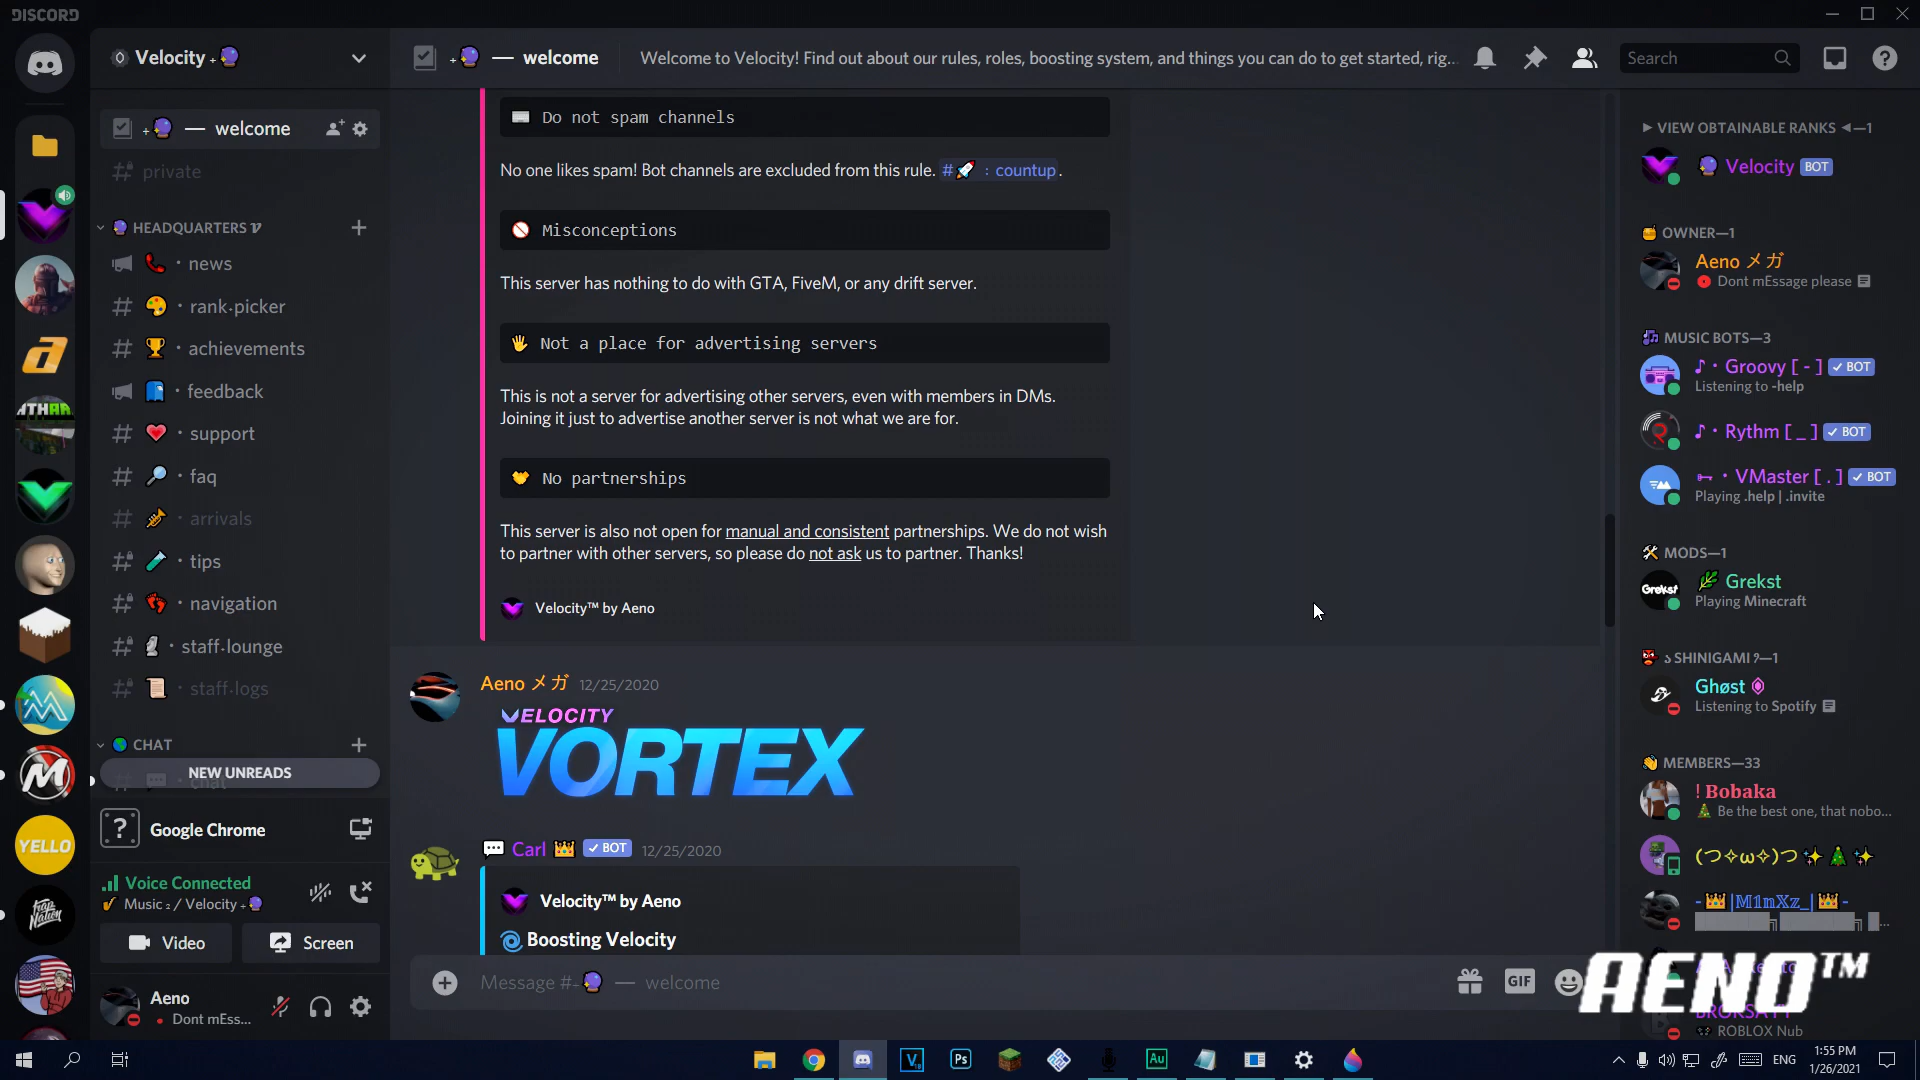 DISCORD
Velocity
welcome
private
HEADQUARTERS V
news
rank.picker
achievements
feedback
support
faq
arrivals
tips
navigation
staff.lounge
staff.logs
CHAT
NEW UNREADS
chat
Google Chrome
Voice Connected
Music 2 / Velocity
Video
Screen
Aeno
Dont mEss...
— welcome
Welcome to Velocity! Find out about our rules, roles, boosting system, and things you can do to get started, rig...
Search
Do not spam channels
No one likes spam! Bot channels are excluded from this rule. # : countup .
Misconceptions
This server has nothing to do with GTA, FiveM, or any drift server.
Not a place for advertising servers
This is not a server for advertising other servers, even with members in DMs.
Joining it just to advertise another server is not what we are for.
No partnerships
This server is also not open for manual and consistent partnerships. We do not wish
to partner with other servers, so please do not ask us to partner. Thanks!
Velocity™ by Aeno
Aeno メガ 12/25/2020
VELOCITY
VORTEX
Carl BOT 12/25/2020
Velocity™ by Aeno
Boosting Velocity
Message #- — welcome
GIF
►VIEW OBTAINABLE RANKS ◄—1
Velocity BOT
OWNER—1
Aeno メガ
Dont mEssage please
MUSIC BOTS—3
♪・Groovy [ - ] BOT
Listening to -help
♪・Rythm [ _ ] BOT
・VMaster [ . ] BOT
Playing .help | .invite
MODS—1
Grekst
Grekst
Playing Minecraft
SHINIGAMI—1
Ghøst
Listening to Spotify
MEMBERS—33
! Bobaka
Be the best one, that nobo...
(つ✧ω✧)つ
-|𝕄1𝕟𝕏𝕫_|-
ROBLOX Nub
AENO™
YELLO
TRAP NATION
ENG
1:55 PM
1/26/2021